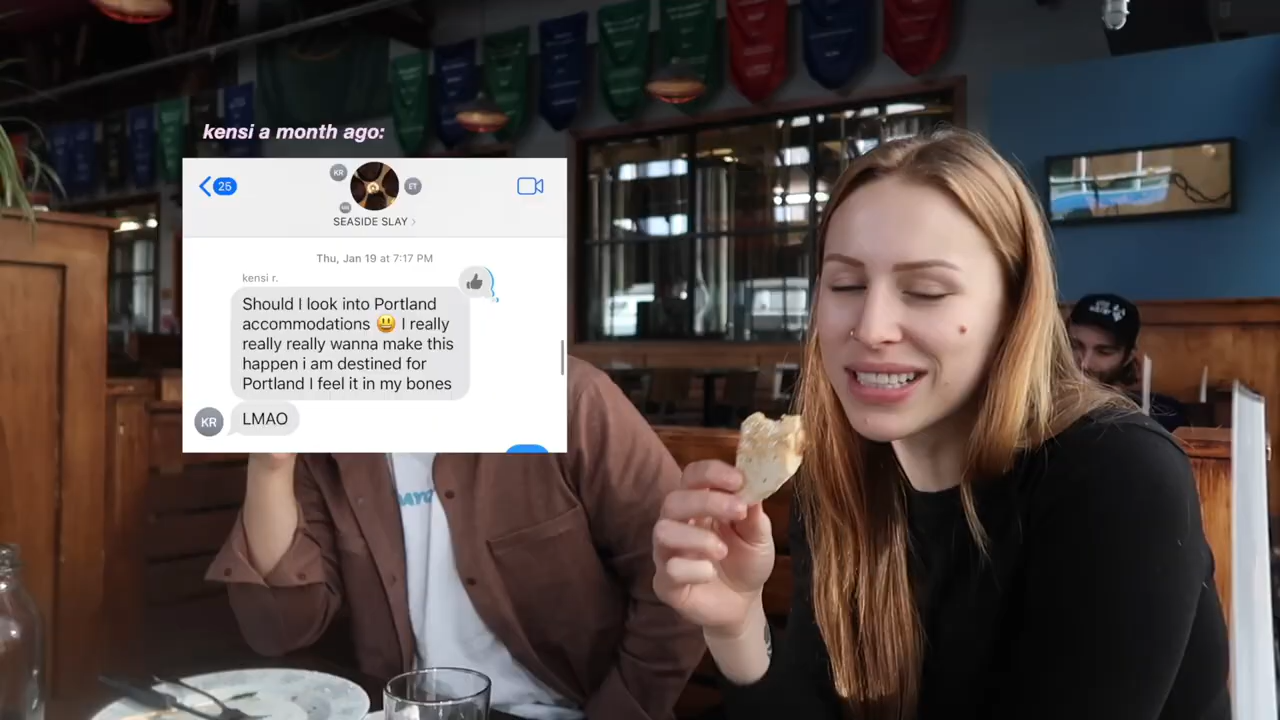 kensi a month ago:
25
KR
ET
SEASIDE SLAY
Thu, Jan 19 at 7:17 PM
kensi r.
Should I look into Portland
accommodations 😃 I really
really really wanna make this
happen i am destined for
Portland I feel it in my bones
KR
LMAO